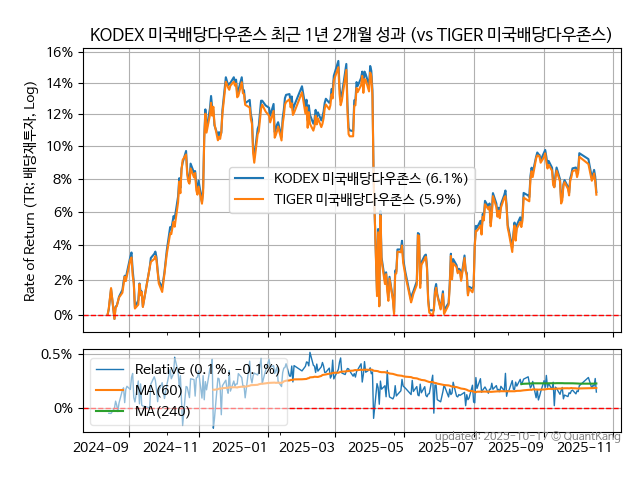 KODEX 미국배당다우존스 최근 1년 2개월 성과 (vs TIGER 미국배당다우존스)
Rate of Return (TR: 배당재투자, Log)
16%
14%
12%
10%
8%
6%
4%
2%
0%
KODEX 미국배당다우존스 (6.1%)
TIGER 미국배당다우존스 (5.9%)
0.5%
0%
Relative (0.1%, −0.1%)
MA(60)
MA(240)
2024-09
2024-11
2025-01
2025-03
2025-05
2025-07
2025-09
2025-11
updated: 2025-10-17 © QuantKang